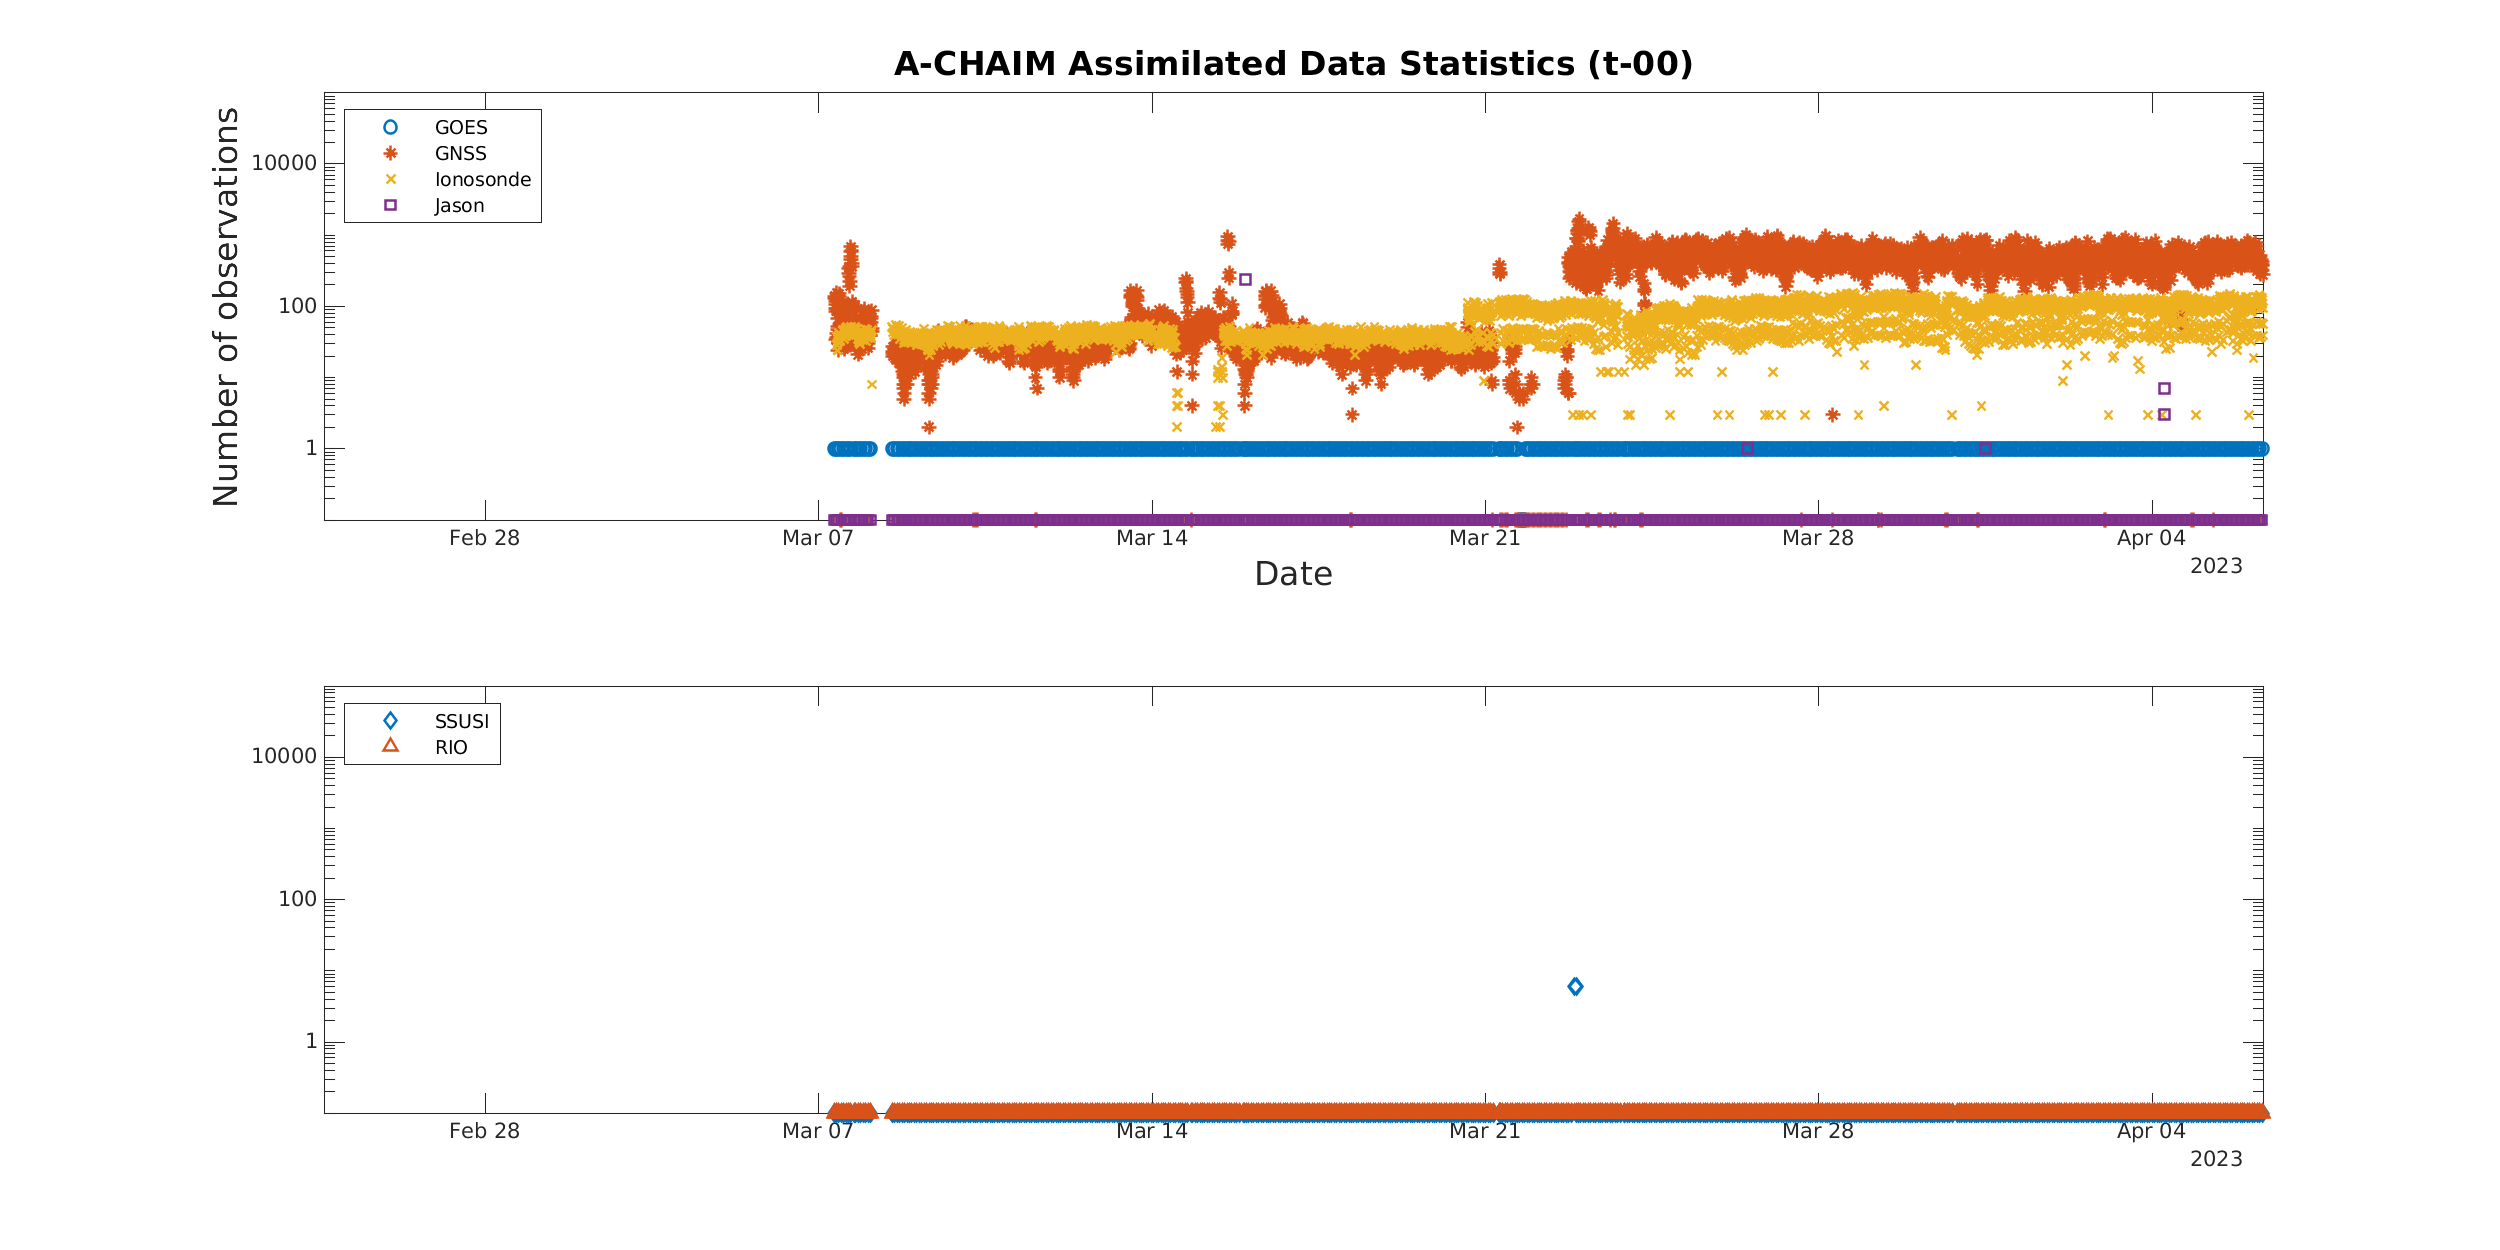 A-CHAIM Assimilated Data Statistics (t-00)
Number of observations
GOES
GNSS
Ionosonde
Jason
10000
100
1
Feb 28 Mar 07 Mar 14 Mar 21 Mar 28 Apr 04
2023
Date
SSUSI
RIO
10000
100
1
Feb 28 Mar 07 Mar 14 Mar 21 Mar 28 Apr 04
2023